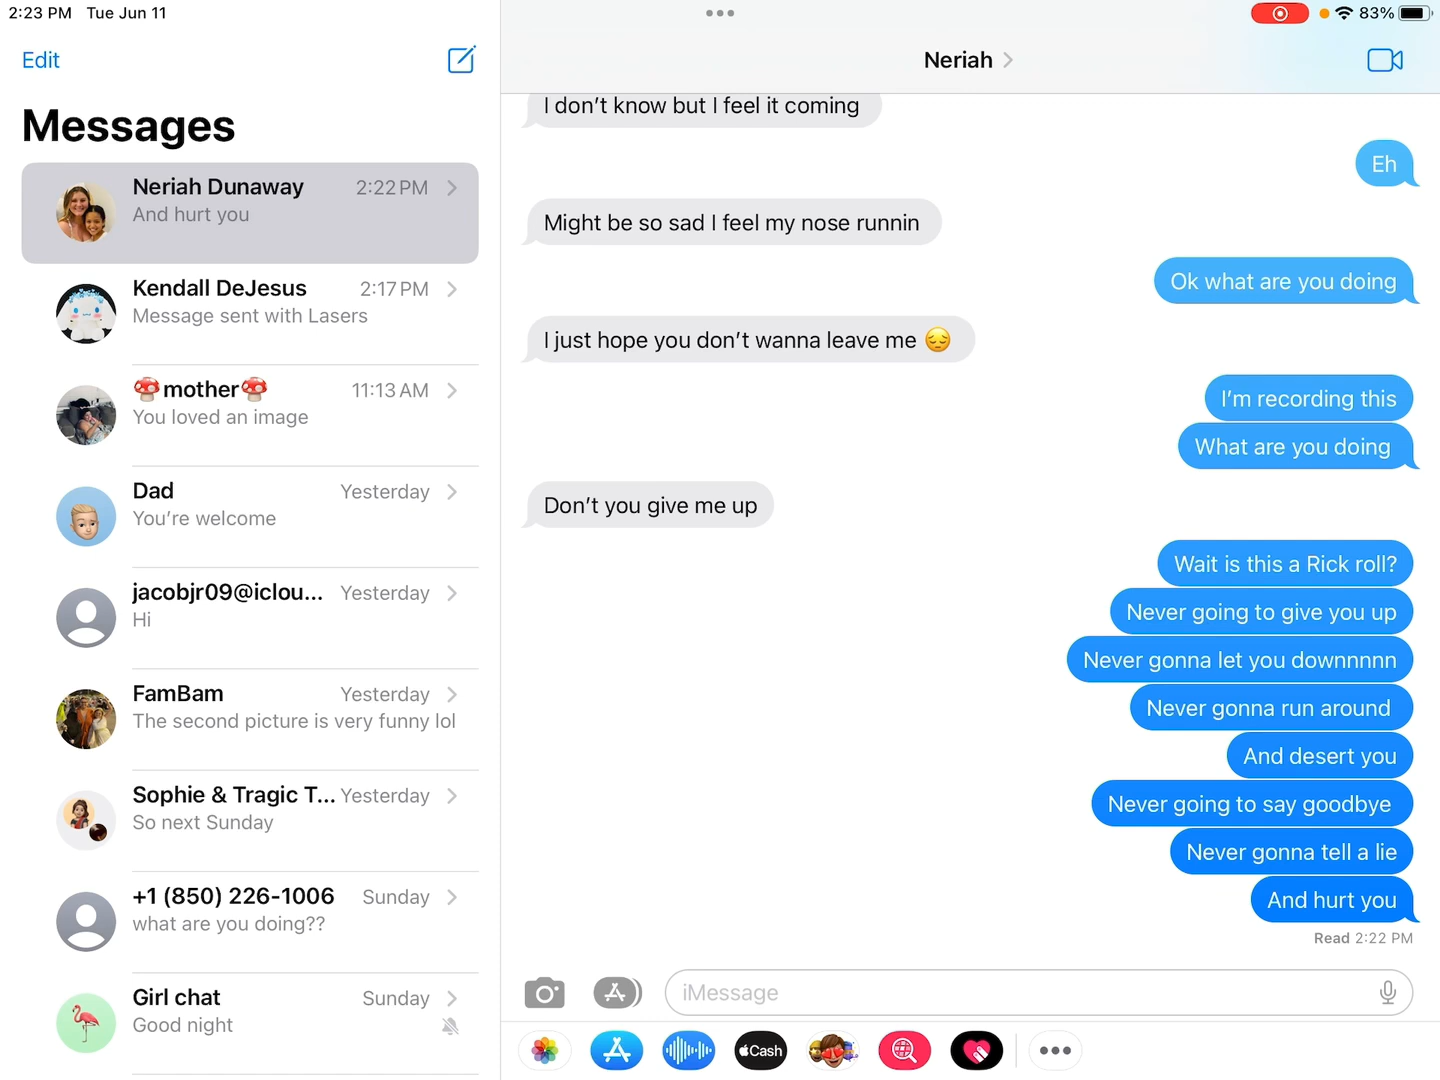 2:23 PM Tue Jun 11
83%
Edit
Messages
Neriah Dunaway 2:22 PM
And hurt you
Kendall DeJesus 2:17 PM
Message sent with Lasers
🍄mother🍄 11:13 AM
You loved an image
Dad Yesterday
You’re welcome
jacobjr09@iclou... Yesterday
Hi
FamBam Yesterday
The second picture is very funny lol
Sophie & Tragic T... Yesterday
So next Sunday
+1 (850) 226-1006 Sunday
what are you doing??
Girl chat Sunday
Good night
Neriah
I don’t know but I feel it coming
Eh
Might be so sad I feel my nose runnin
Ok what are you doing
I just hope you don’t wanna leave me 😔
I’m recording this
What are you doing
Don’t you give me up
Wait is this a Rick roll?
Never going to give you up
Never gonna let you downnnnn
Never gonna run around
And desert you
Never going to say goodbye
Never gonna tell a lie
And hurt you
Read 2:22 PM
iMessage
Cash